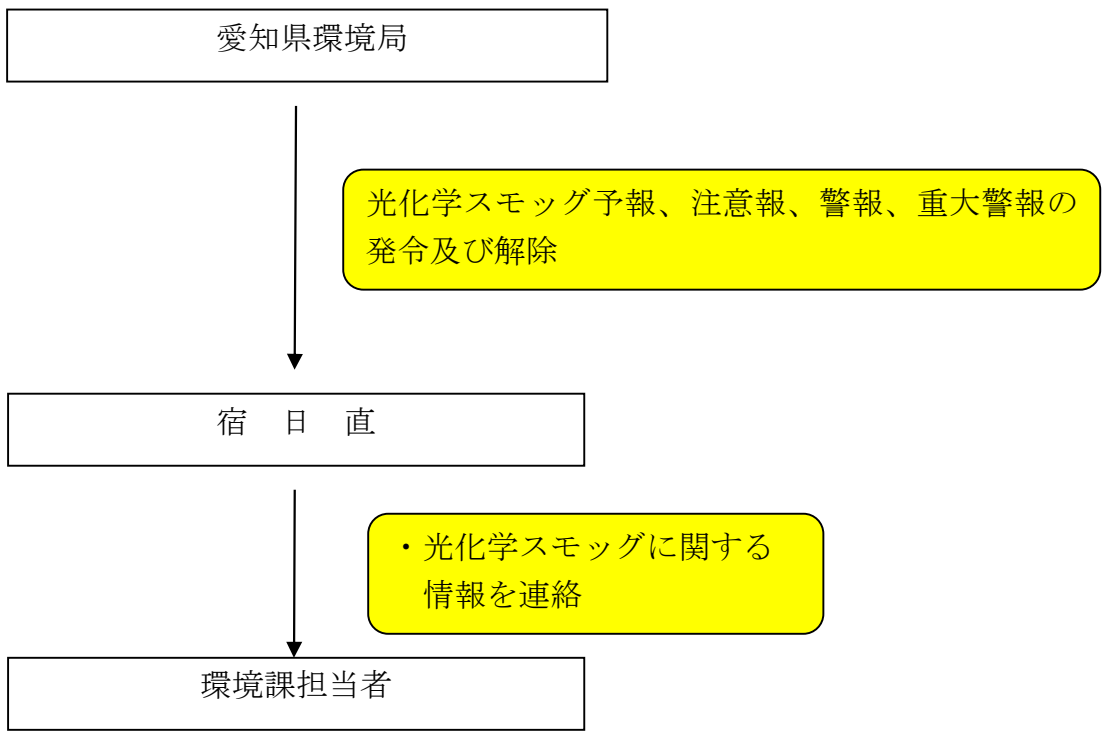 愛知県環境局
光化学スモッグ予報、注意報、警報、重大警報の
発令及び解除
宿　日　直
・光化学スモッグに関する
情報を連絡
環境課担当者